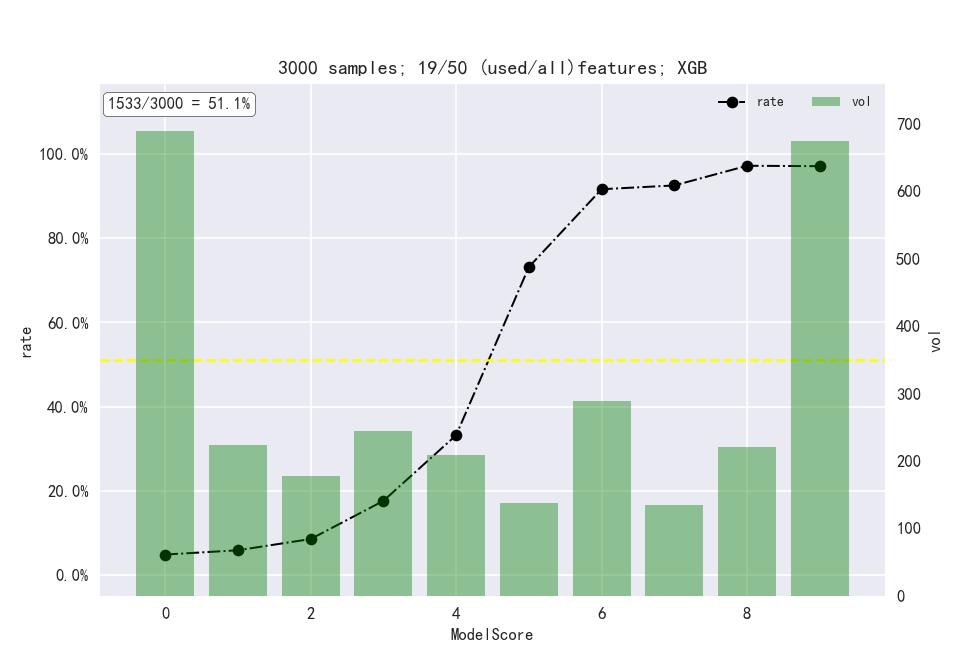 3000 samples; 19/50 (used/all)features; XGB
1533/3000 = 51.1%
rate
vol
100.0%
80.0%
60.0%
40.0%
20.0%
0.0%
rate
700
600
500
400
300
200
100
0
vol
0
2
4
6
8
ModelScore